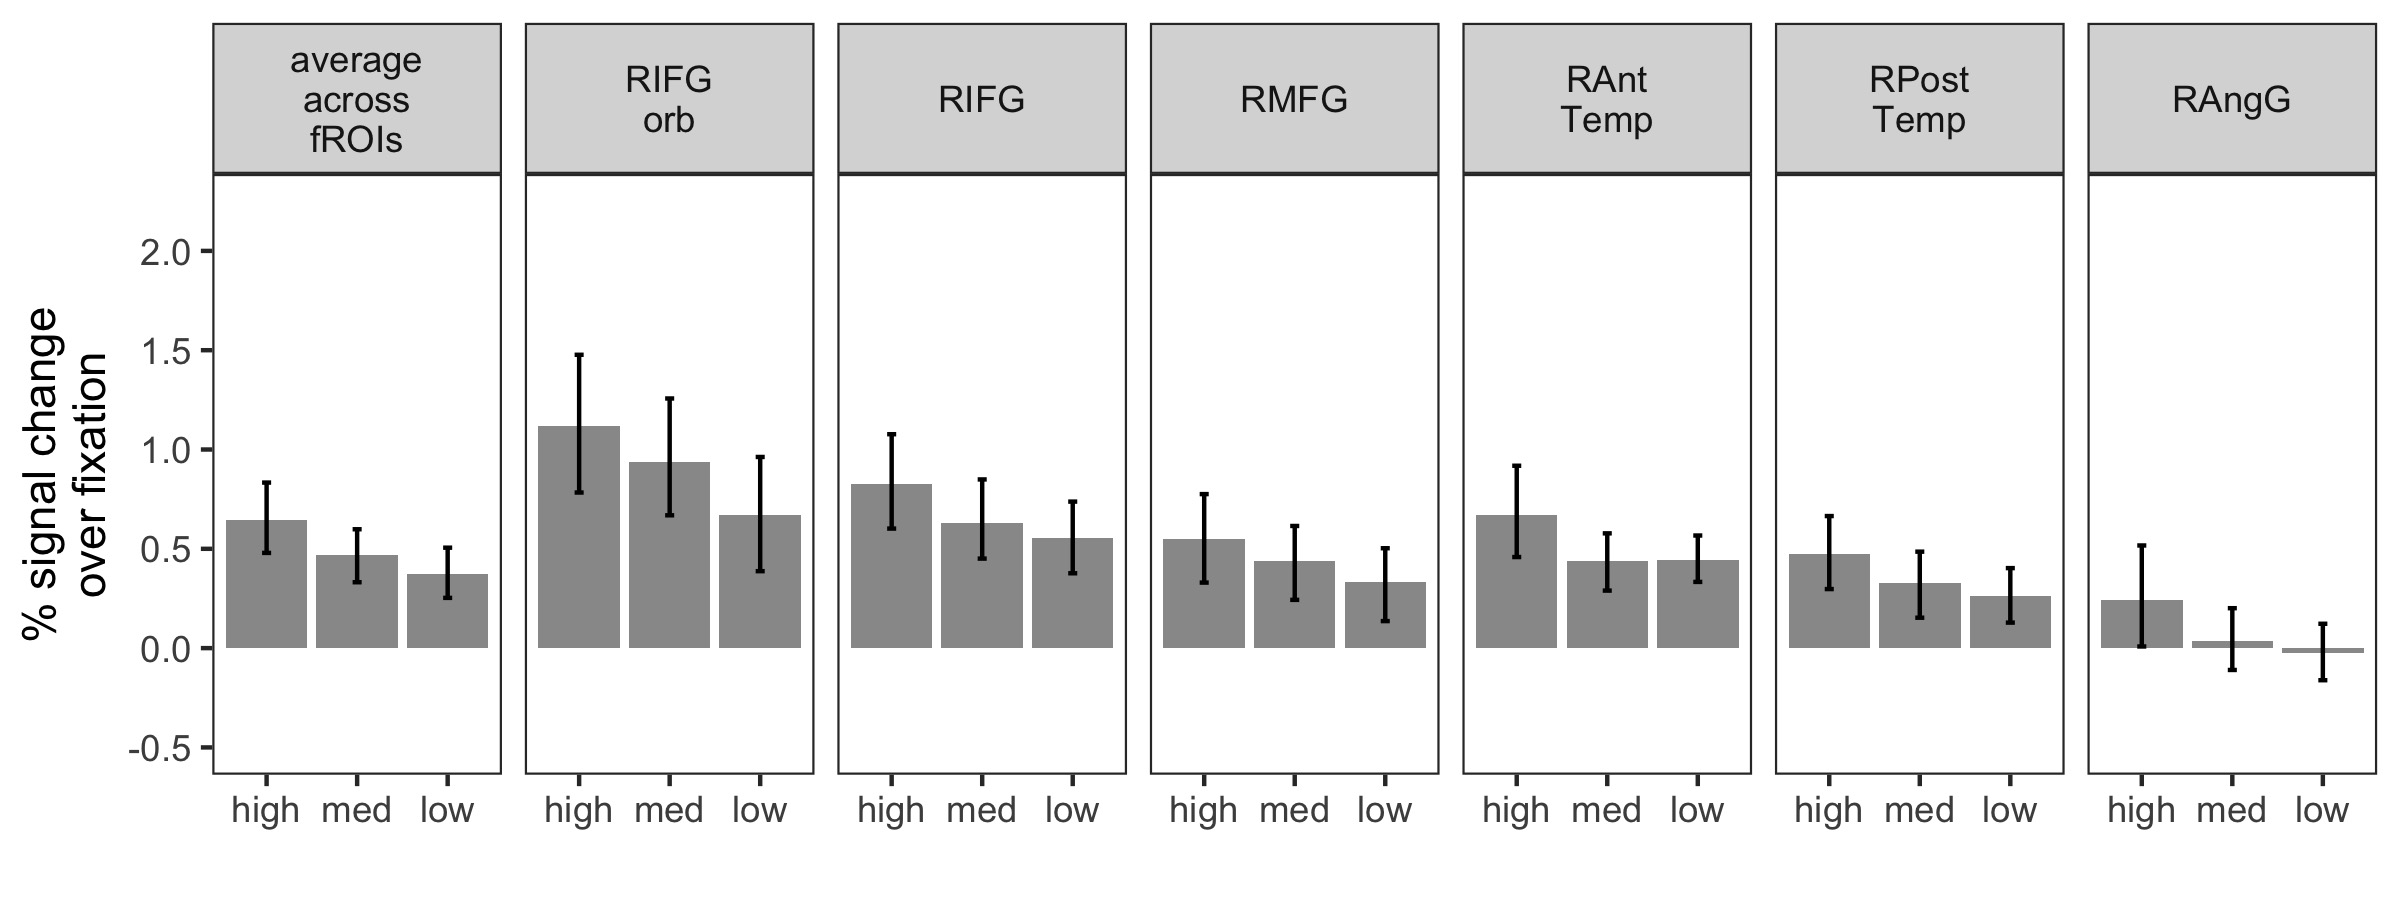 average
across
fROIs
RIFG
orb
RIFG
RMFG
RAnt
Temp
RPost
Temp
RAngG
% signal change
over fixation
2.0
1.5
1.0
0.5
0.0
-0.5
high med low
high med low
high med low
high med low
high med low
high med low
high med low